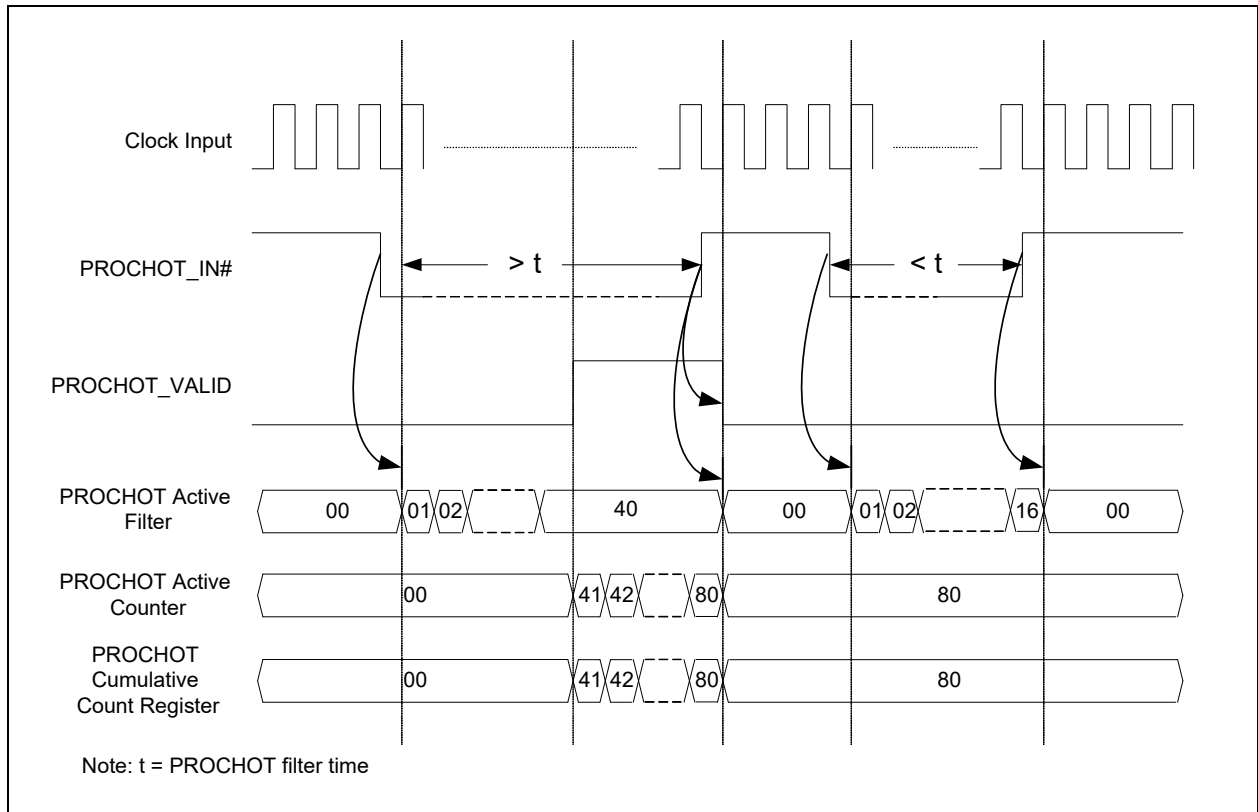 Clock Input
PROCHOT_IN#
> t
< t
PROCHOT_VALID
PROCHOT Active
Filter
00
01
02
40
00
01
02
16
00
PROCHOT Active
Counter
00
41
42
80
80
PROCHOT
Cumulative
Count Register
00
41
42
80
80
Note: t = PROCHOT filter time